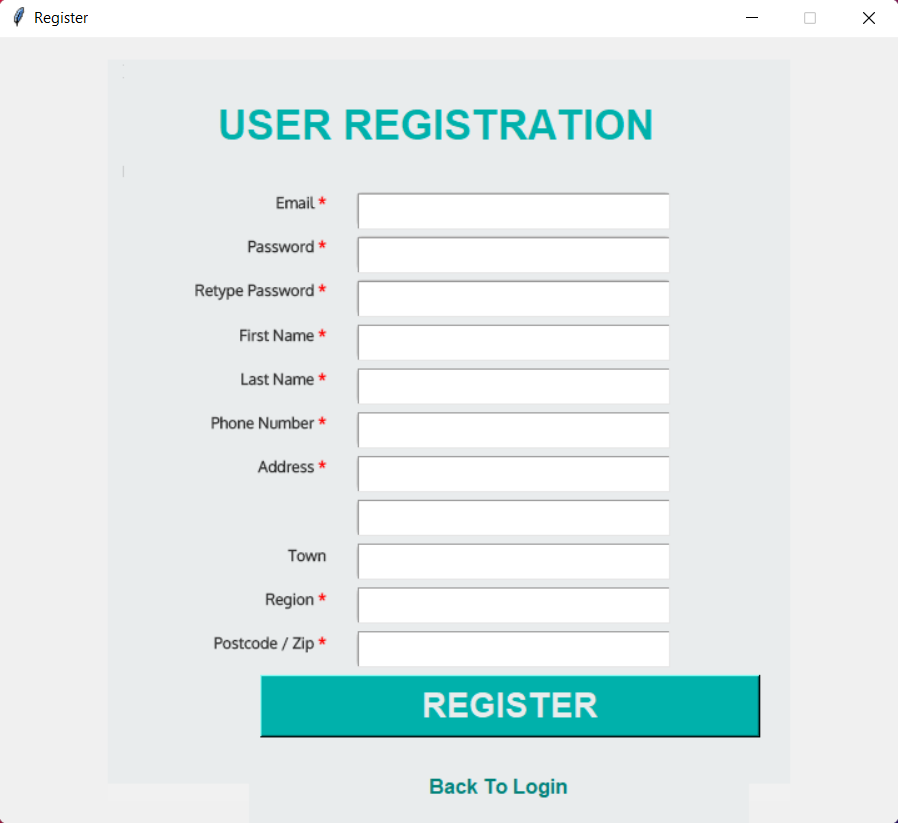 Register
USER REGISTRATION
Email *
Password *
Retype Password *
First Name *
Last Name *
Phone Number *
Address *
Town
Region *
Postcode / Zip *
REGISTER
Back To Login